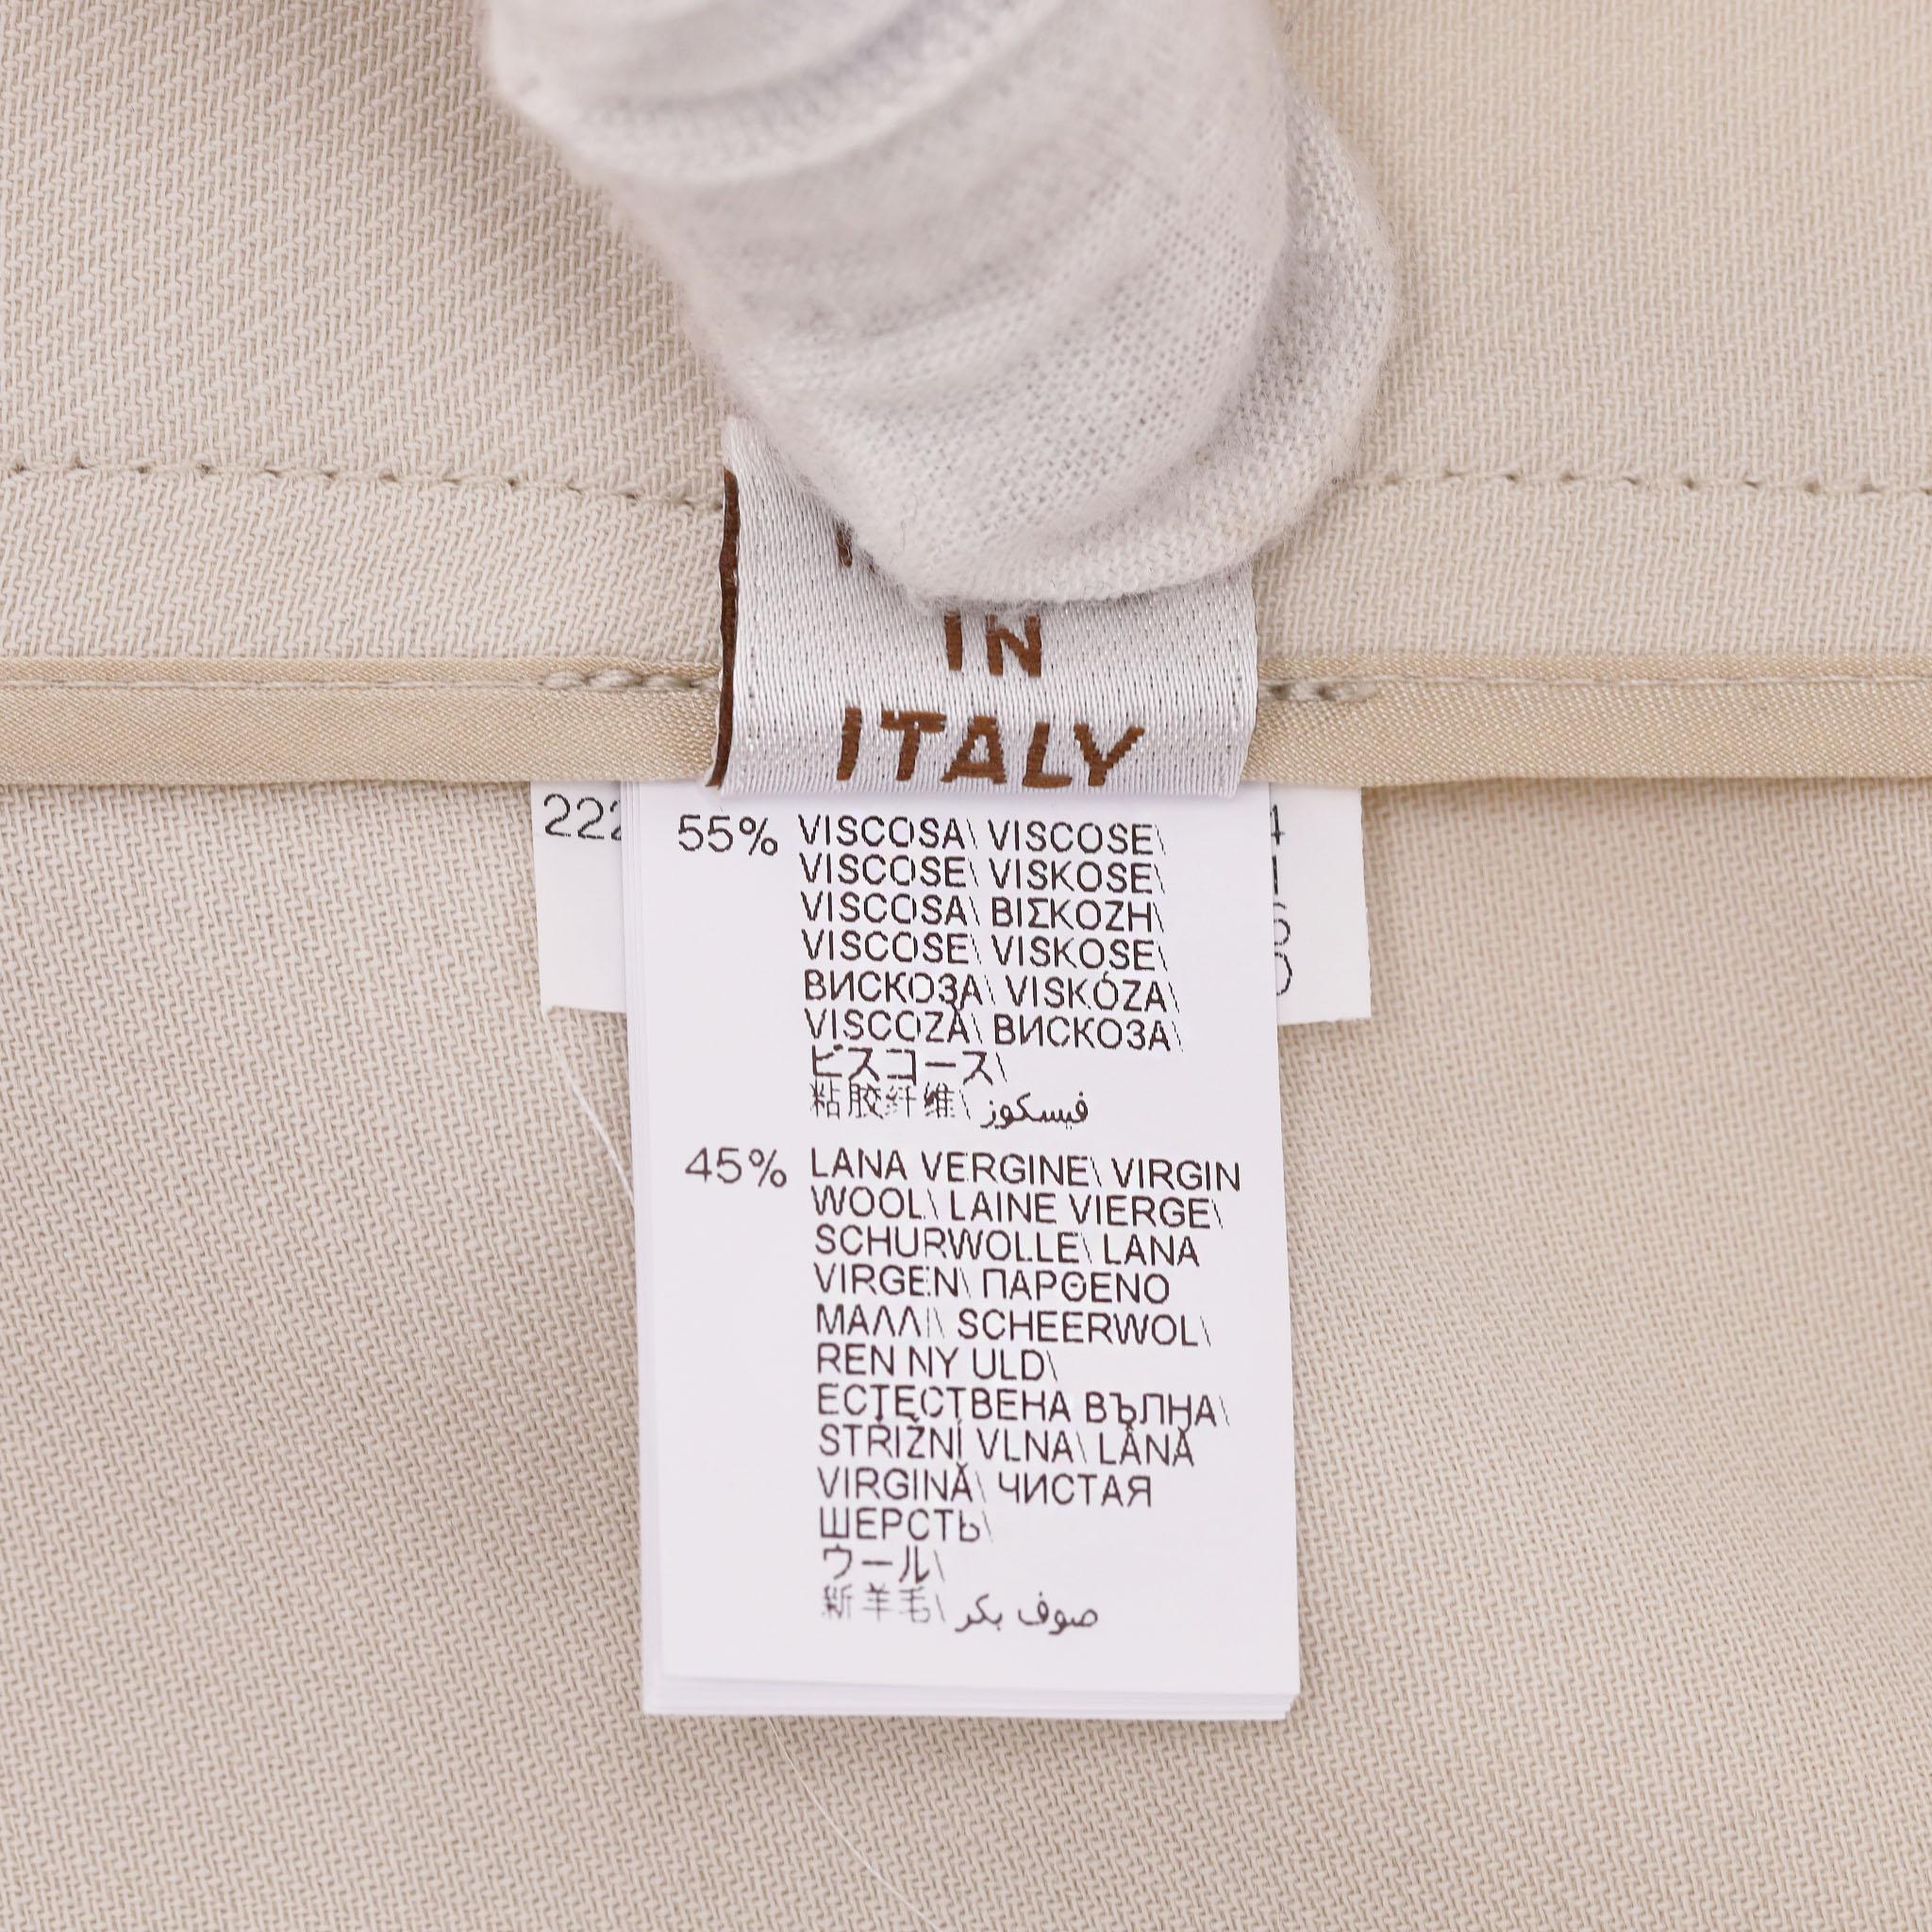 IN
ITALY
55% VISCOSA\ VISCOSE\
VISCOSE\ VISKOSE\
VISCOSA\ ΒΙΣΚΟΖΗ\
VISCOSE\ VISKOSE\
ВИСКОЗА\ VISKÓZA\
VISCOZĂ\ ВИСКОЗА\
ビスコース\
粘胶纤维\ فيسكوز
45% LANA VERGINE\ VIRGIN
WOOL\ LAINE VIERGE\
SCHURWOLLE\ LANA
VIRGEN\ ΠΑΡΘΕΝΟ
ΜΑΛΛΙ\ SCHEERWOL\
REN NY ULD\
ЕСТЕСТВЕНА ВЪЛНА\
STŘIŽNÍ VLNA\ LÂNĂ
VIRGINĂ\ ЧИСТАЯ
ШЕРСТЬ\
ウール\
新羊毛\ صوف بكر